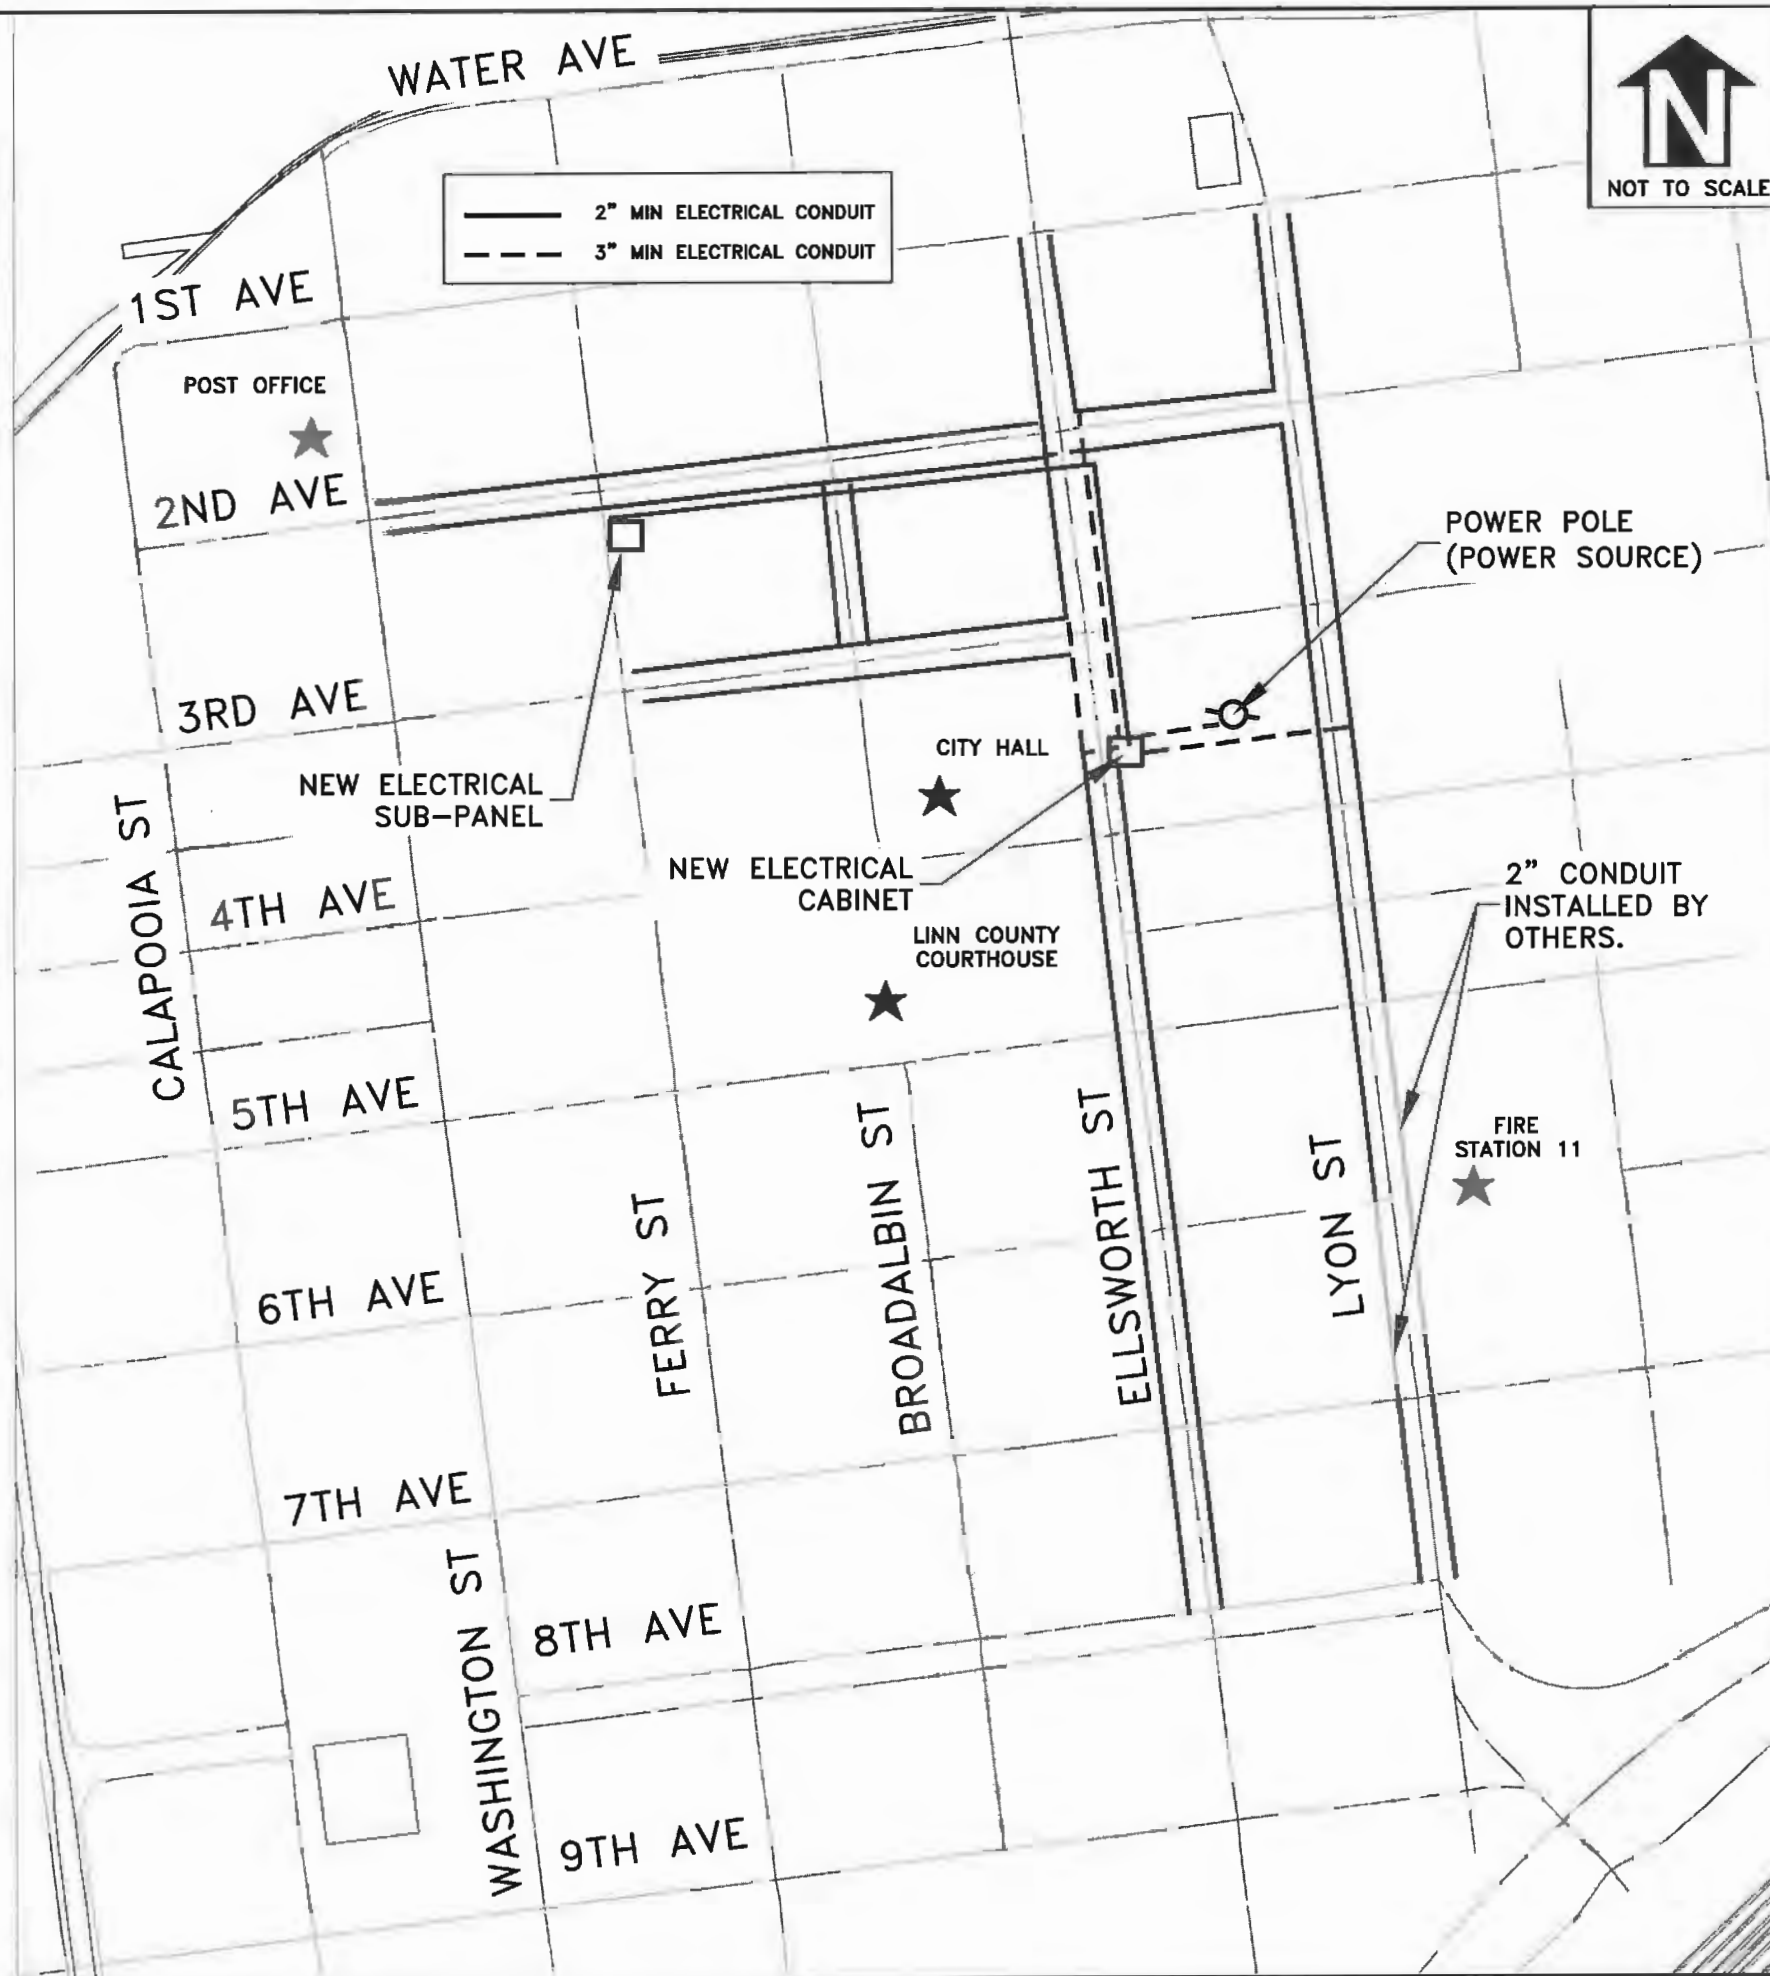 WATER AVE
N
NOT TO SCALE
2" MIN ELECTRICAL CONDUIT
3" MIN ELECTRICAL CONDUIT
1ST AVE
POST OFFICE
2ND AVE
POWER POLE
(POWER SOURCE)
3RD AVE
CITY HALL
NEW ELECTRICAL
SUB-PANEL
CALAPOOIA ST
NEW ELECTRICAL
CABINET
2" CONDUIT
INSTALLED BY
OTHERS.
4TH AVE
LINN COUNTY
COURTHOUSE
5TH AVE
FERRY ST
BROADALBIN ST
ELLSWORTH ST
LYON ST
FIRE
STATION 11
6TH AVE
7TH AVE
WASHINGTON ST
8TH AVE
9TH AVE